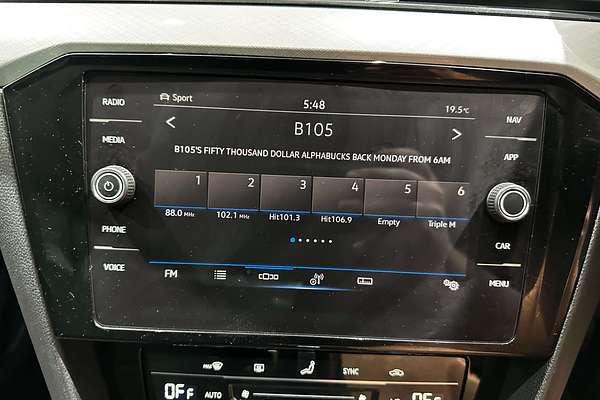 RADIO
MEDIA
PHONE
VOICE
Sport
5:48
19.5°C
B105
B105'S FIFTY THOUSAND DOLLAR ALPHABUCKS BACK MONDAY FROM 6AM
1 2 3 4 5 6
88.0 MHz 102.1 MHz Hit101.3 Hit106.9 Empty Triple M
FM
NAV
APP
CAR
MENU
MAX
SYNC
OFF AUTO OFF